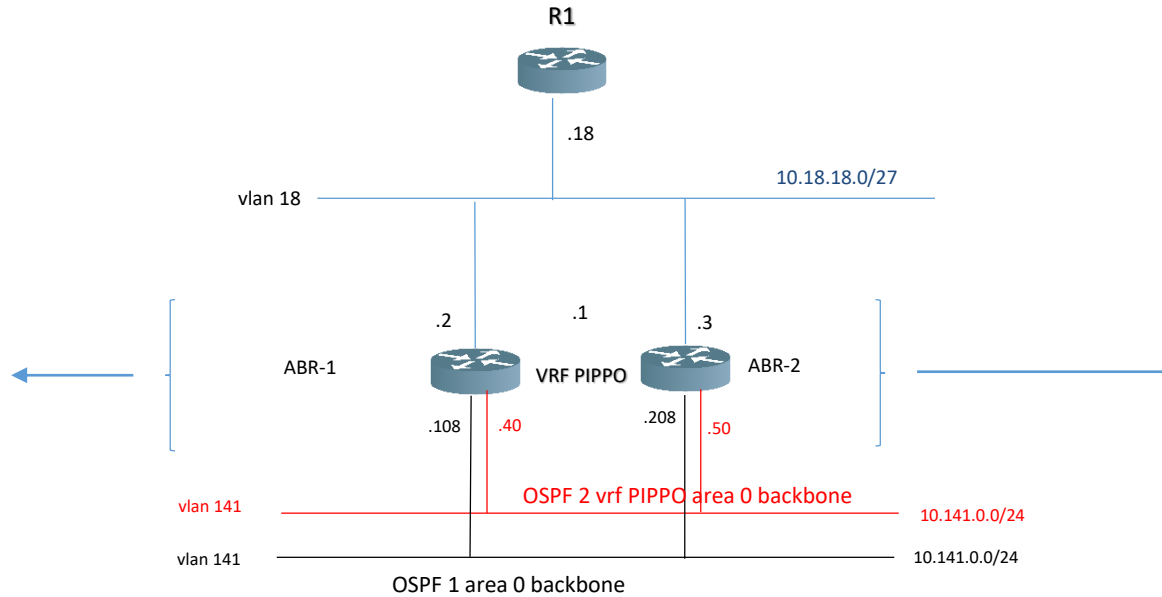 R1
.18
10.18.18.0/27
vlan 18
.2
.1
.3
ABR-1
VRF PIPPO
ABR-2
.108
.40
.208
.50
OSPF 2 vrf PIPPO area 0 backbone
vlan 141
10.141.0.0/24
vlan 141
10.141.0.0/24
OSPF 1 area 0 backbone